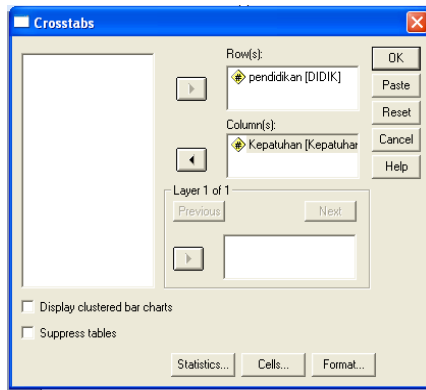 Crosstabs
Row(s):
pendidikan [DIDIK]
Column(s):
Kepatuhan [Kepatuhan
Layer 1 of 1
Previous
Next
OK
Paste
Reset
Cancel
Help
Display clustered bar charts
Suppress tables
Statistics...
Cells...
Format...